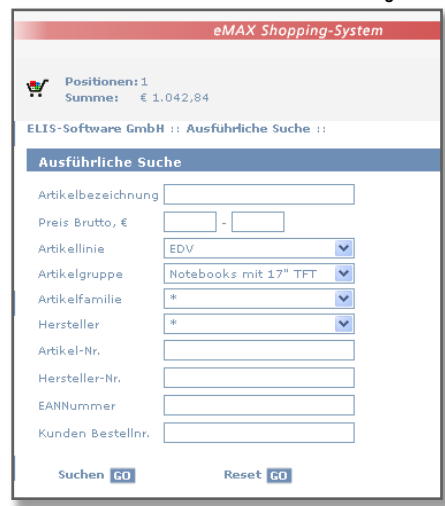 eMAX Shopping-System
Positionen: 1
Summe: € 1.042,84
ELIS-Software GmbH :: Ausführliche Suche ::
Ausführliche Suche
Artikelbezeichnung
Preis Brutto, € -
Artikellinie EDV
Artikelgruppe Notebooks mit 17" TFT
Artikelfamilie *
Hersteller *
Artikel-Nr.
Hersteller-Nr.
EANNummer
Kunden Bestellnr.
Suchen GO Reset GO